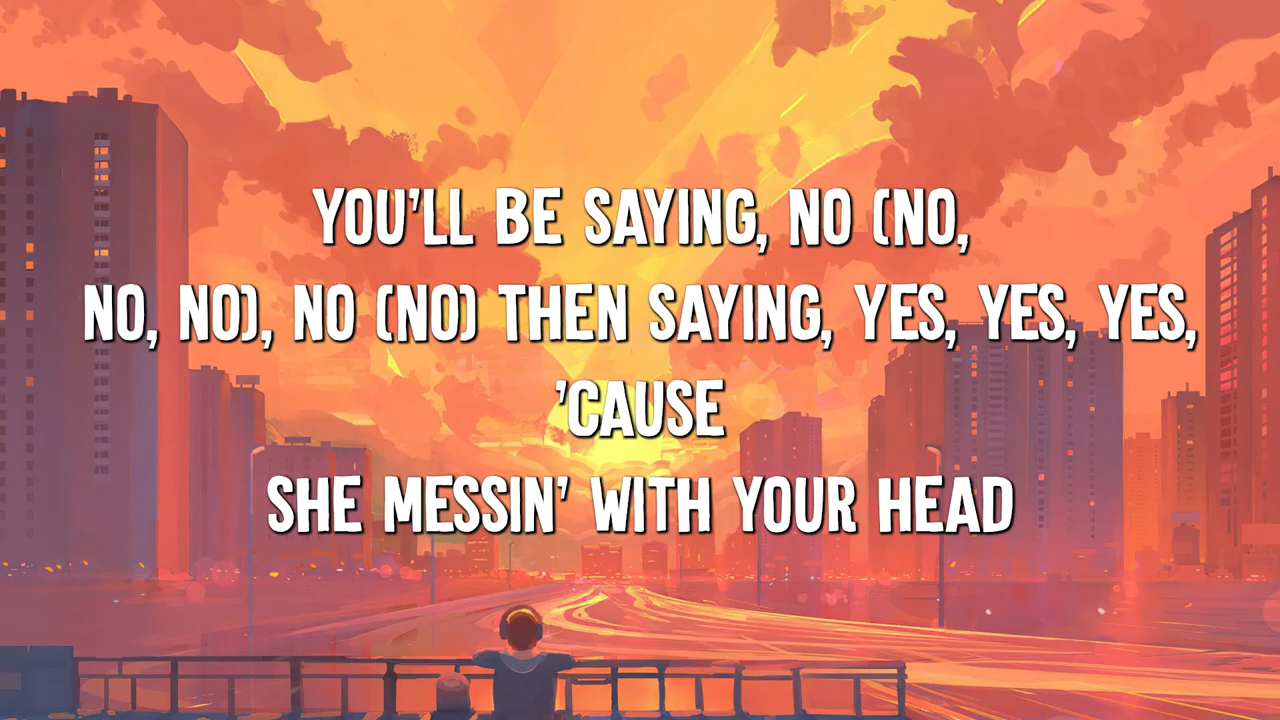 YOU'LL BE SAYING, NO (NO,
NO, NO), NO (NO) THEN SAYING, YES, YES, YES,
'CAUSE
SHE MESSIN' WITH YOUR HEAD